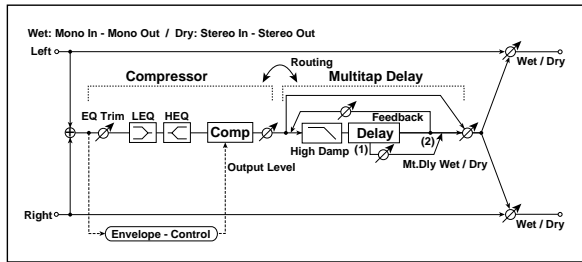 Wet: Mono In - Mono Out / Dry: Stereo In - Stereo Out
Left
Wet / Dry
Routing
Compressor
Multitap Delay
EQ Trim
LEQ
HEQ
Feedback
Comp
Delay
High Damp
(1)
(2)
Output Level
Mt.Dly Wet / Dry
Right
Wet / Dry
Envelope - Control